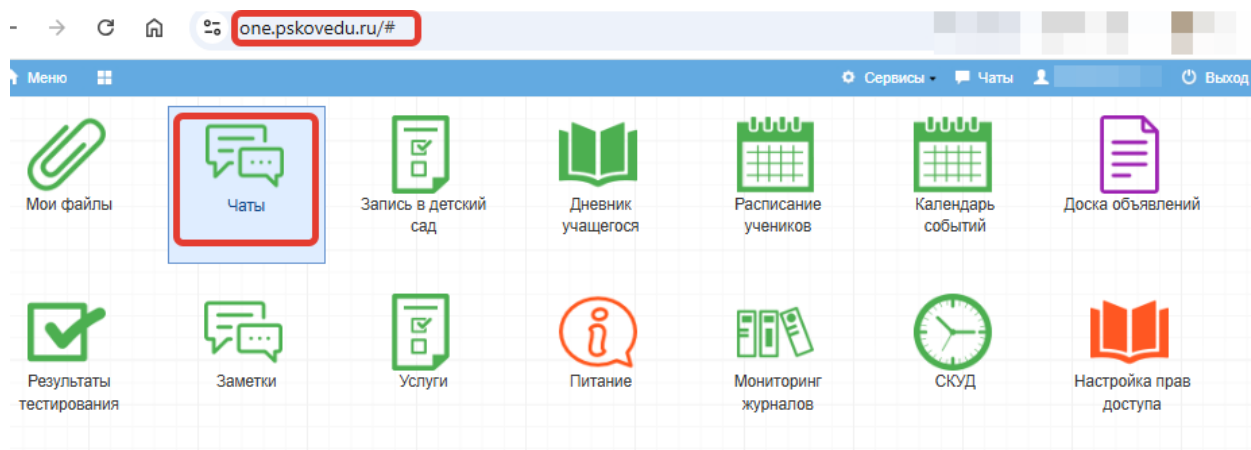 one.pskovedu.ru/#
Меню
Сервисы
Чаты
Выход
Мои файлы
Чаты
Запись в детский
сад
Дневник
учащегося
Расписание
учеников
Календарь
событий
Доска объявлений
Результаты
тестирования
Заметки
Услуги
Питание
Мониторинг
журналов
СКУД
Настройка прав
доступа